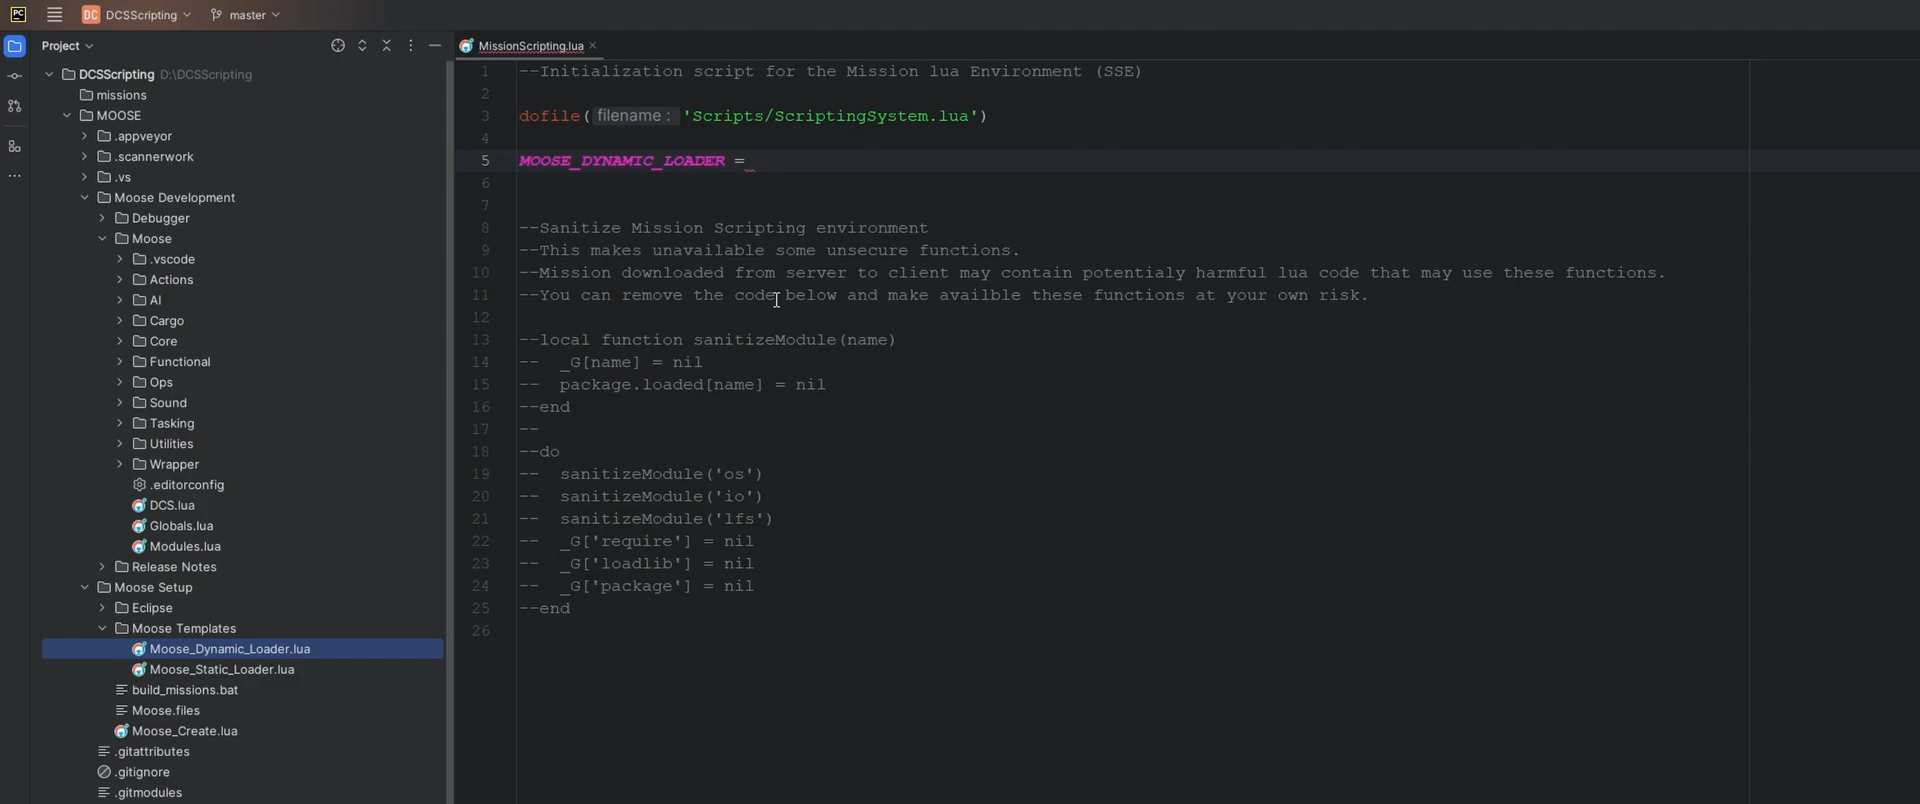 PC
DC DCSScripting
master
Project
DCSScripting D:\DCSScripting
missions
MOOSE
.appveyor
.scannerwork
.vs
Moose Development
Debugger
Moose
.vscode
Actions
AI
Cargo
Core
Functional
Ops
Sound
Tasking
Utilities
Wrapper
.editorconfig
DCS.lua
Globals.lua
Modules.lua
Release Notes
Moose Setup
Eclipse
Moose Templates
Moose_Dynamic_Loader.lua
Moose_Static_Loader.lua
build_missions.bat
Moose.files
Moose_Create.lua
.gitattributes
.gitignore
.gitmodules
MissionScripting.lua
1 --Initialization script for the Mission lua Environment (SSE)
2
3 dofile( filename: 'Scripts/ScriptingSystem.lua')
4
5 MOOSE_DYNAMIC_LOADER =
6
7
8 --Sanitize Mission Scripting environment
9 --This makes unavailable some unsecure functions.
10 --Mission downloaded from server to client may contain potentialy harmful lua code that may use these functions.
11 --You can remove the code below and make availble these functions at your own risk.
12
13 --local function sanitizeModule(name)
14 --  _G[name] = nil
15 --  package.loaded[name] = nil
16 --end
17 --
18 --do
19 --  sanitizeModule('os')
20 --  sanitizeModule('io')
21 --  sanitizeModule('lfs')
22 --  _G['require'] = nil
23 --  _G['loadlib'] = nil
24 --  _G['package'] = nil
25 --end
26